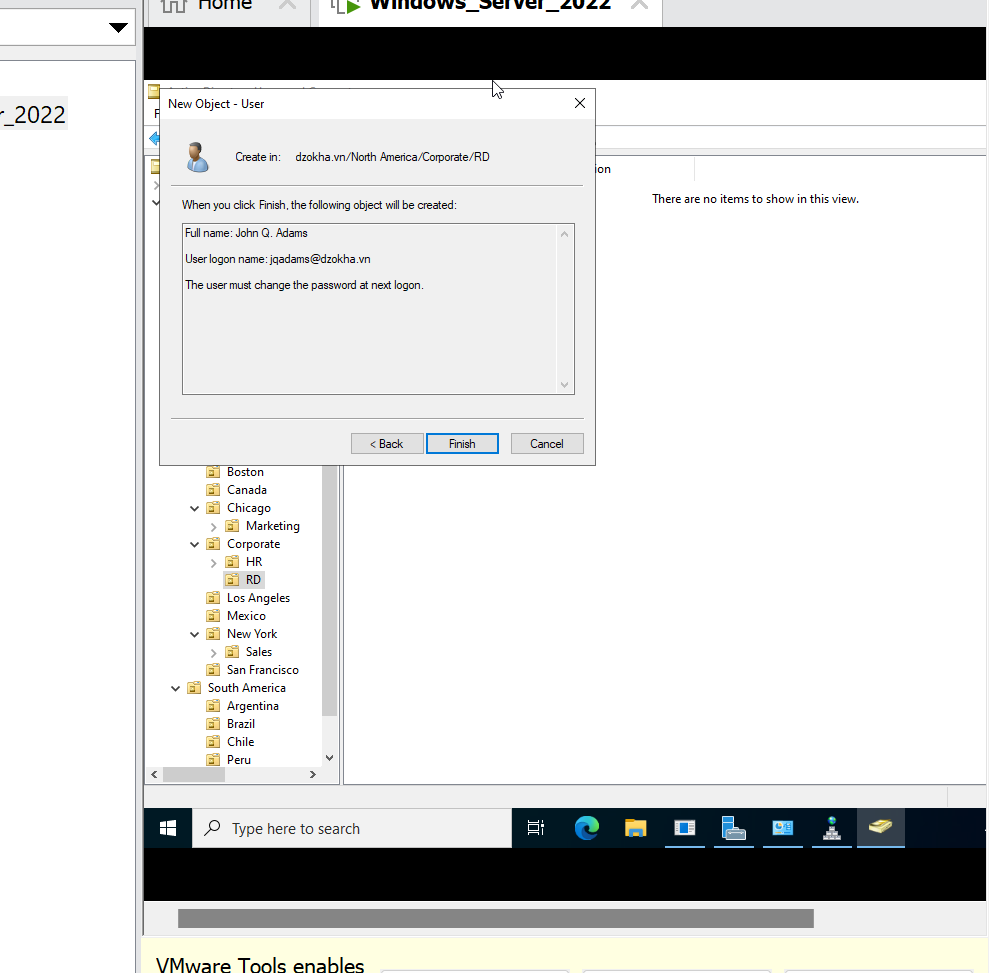 Home
Windows_Server_2022
r_2022
New Object - User
Create in: dzokha.vn/North America/Corporate/RD
When you click Finish, the following object will be created:
Full name: John Q. Adams
User logon name: jqadams@dzokha.vn
The user must change the password at next logon.
< Back Finish Cancel
ion
There are no items to show in this view.
Boston
Canada
Chicago
Marketing
Corporate
HR
RD
Los Angeles
Mexico
New York
Sales
San Francisco
South America
Argentina
Brazil
Chile
Peru
Type here to search
VMware Tools enables